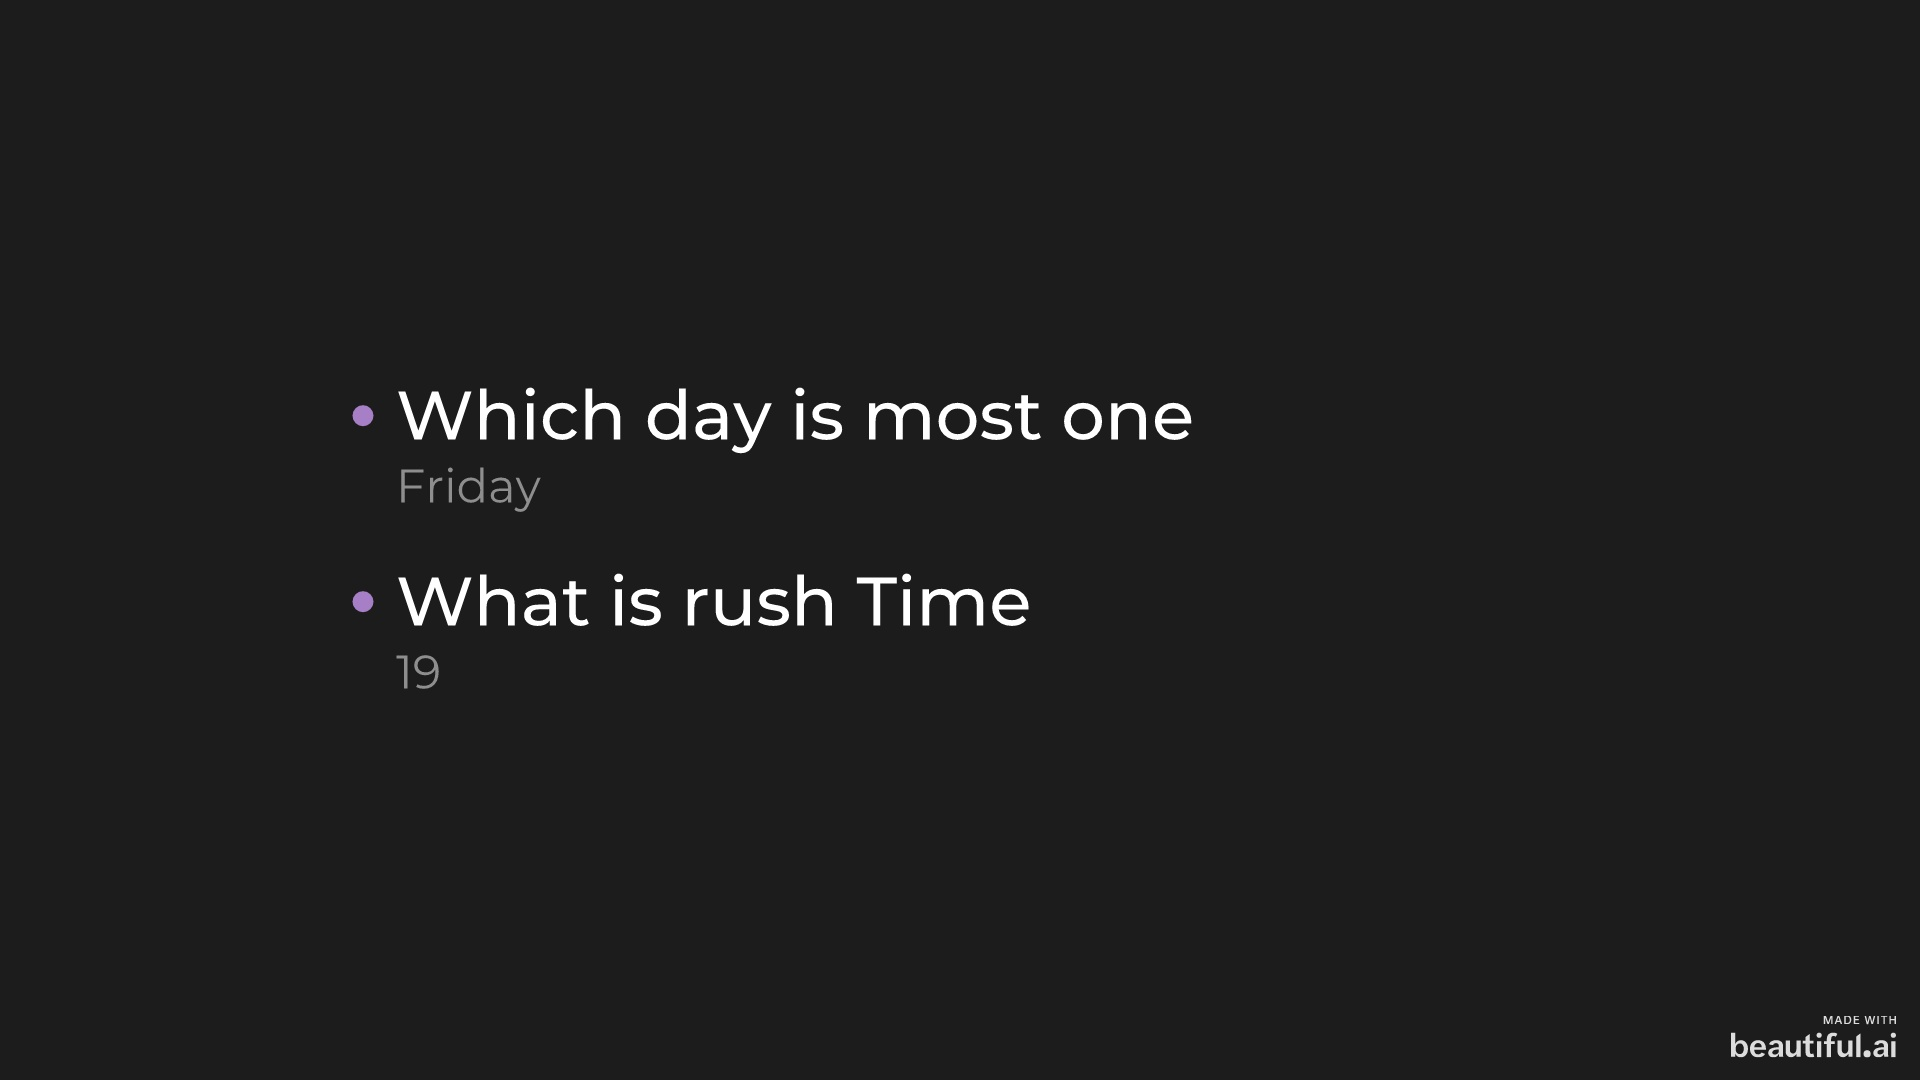 Which day is most one
Friday
What is rush Time
19
MADE WITH
beautiful.ai